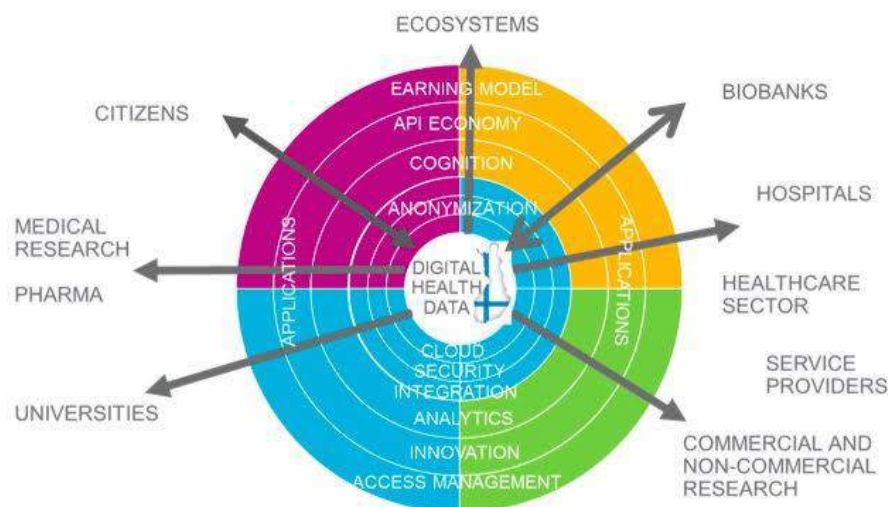 ECOSYSTEMS
EARNING MODEL
BIOBANKS
CITIZENS
API ECONOMY
COGNITION
HOSPITALS
ANONYMIZATION
MEDICAL
RESEARCH
APPLICATIONS
APPLICATIONS
DIGITAL
HEALTH
DATA
PHARMA
HEALTHCARE
SECTOR
CLOUD
SECURITY
INTEGRATION
SERVICE
PROVIDERS
UNIVERSITIES
ANALYTICS
COMMERCIAL AND
NON-COMMERCIAL
RESEARCH
INNOVATION
ACCESS MANAGEMENT